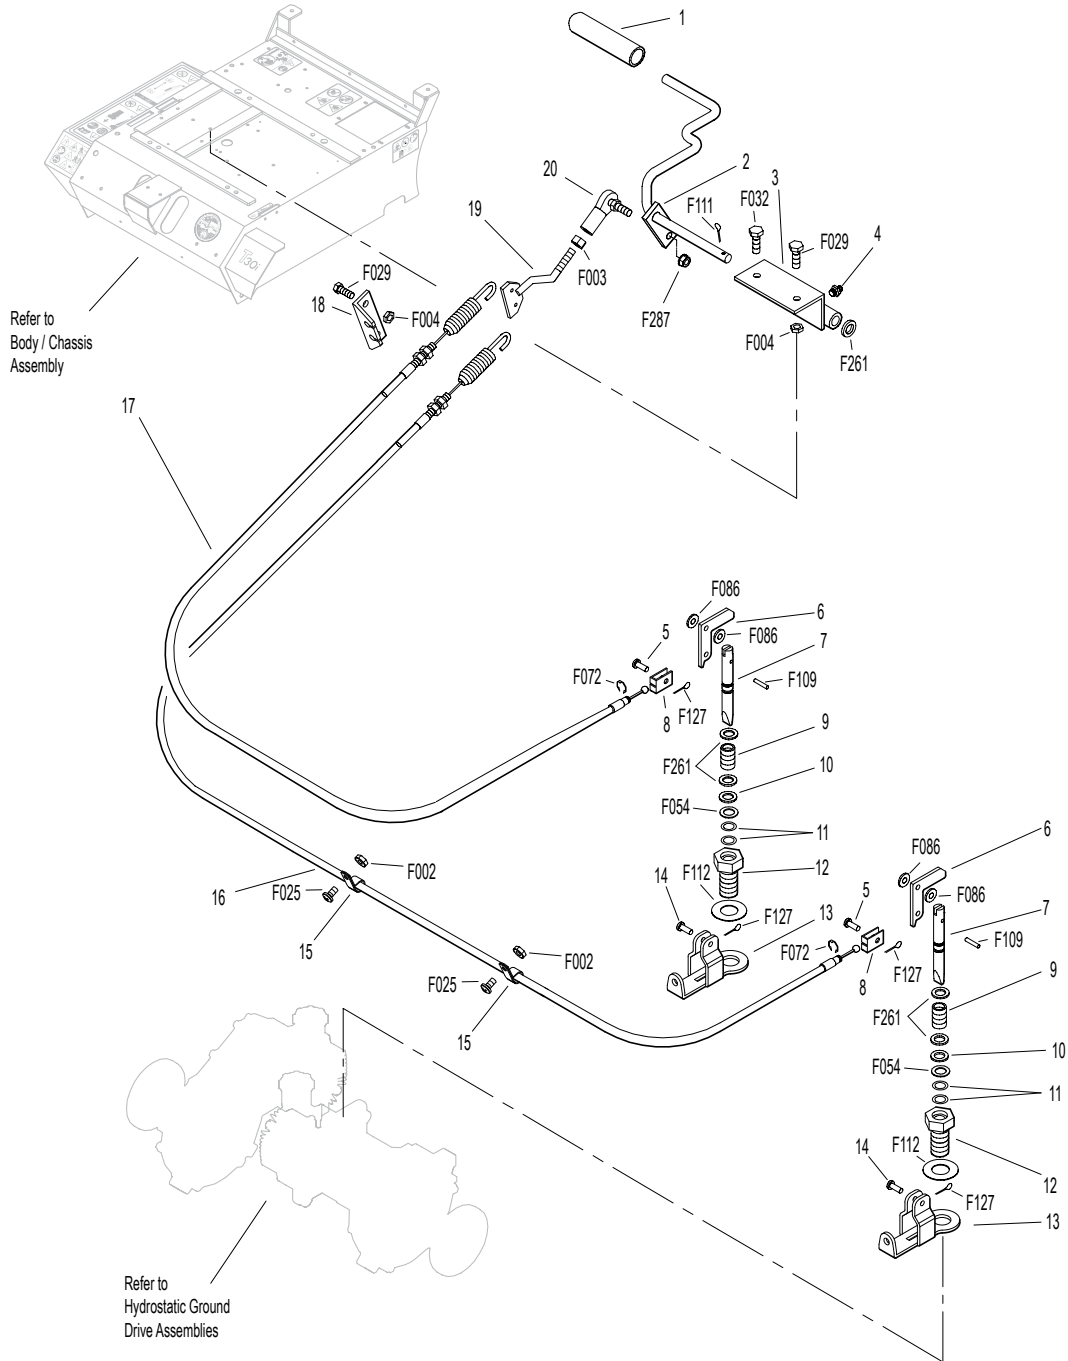 1
2
3
F032
20
F111
F029
4
19
F003
F029
F287
18
F004
F004
F261
Refer to
Body / Chassis
Assembly
T30i
17
F086
6
5
F086
7
F072
F109
8
F127
9
F261
10
F054
11
6
F086
F002
12
5
F086
16
F025
14
F112
7
F127
13
F109
15
F002
F072
F127
9
F025
8
F261
15
10
F054
11
F112
14
12
F127
13
Refer to
Hydrostatic Ground
Drive Assemblies